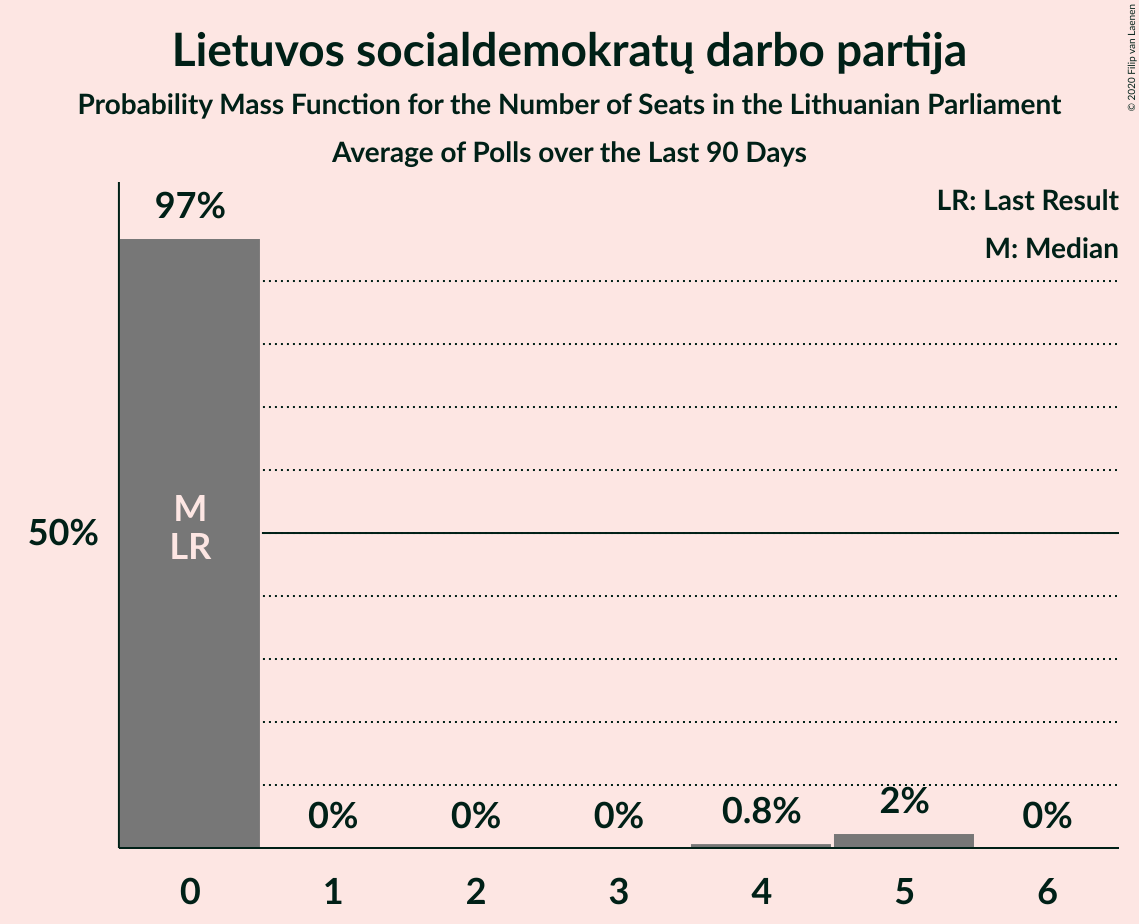 Lietuvos socialdemokratų darbo partija
Probability Mass Function for the Number of Seats in the Lithuanian Parliament
Average of Polls over the Last 90 Days
© 2020 Filip van Laenen
LR: Last Result
M: Median
97%
M
LR
50%
0%
0%
0%
0.8%
2%
0%
0
1
2
3
4
5
6